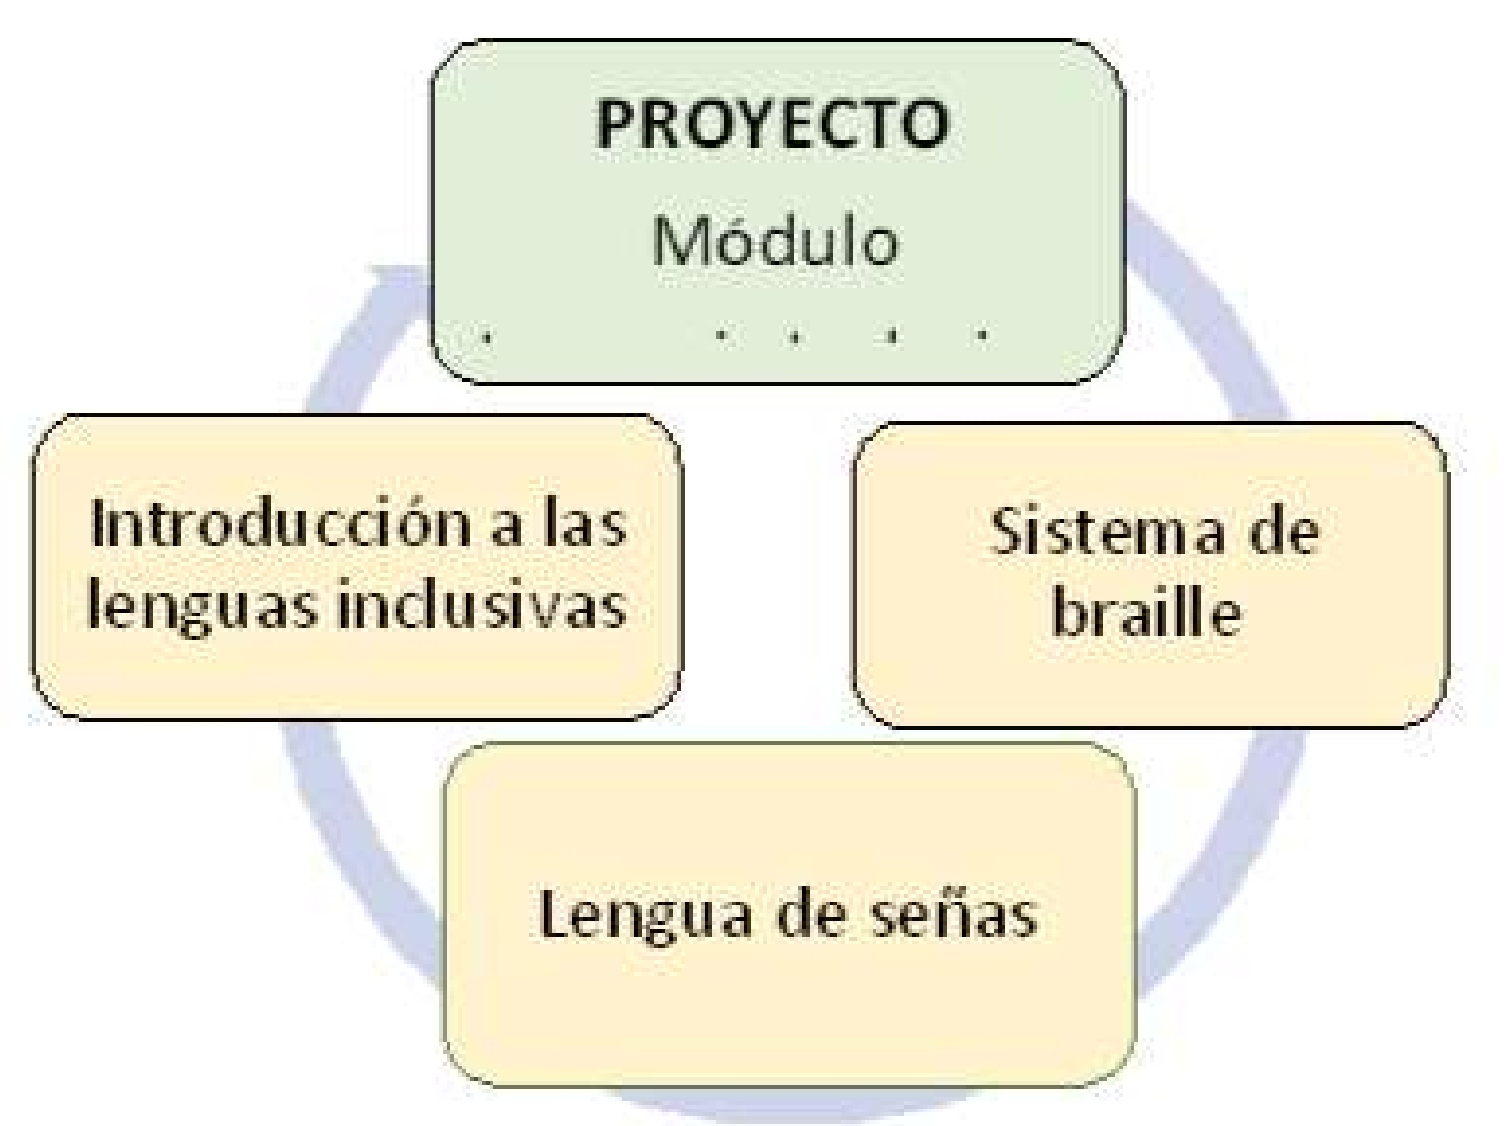 PROYECTO
Módulo
Introducción a las
lenguas inclusivas
Sistema de
braille
Lengua de señas